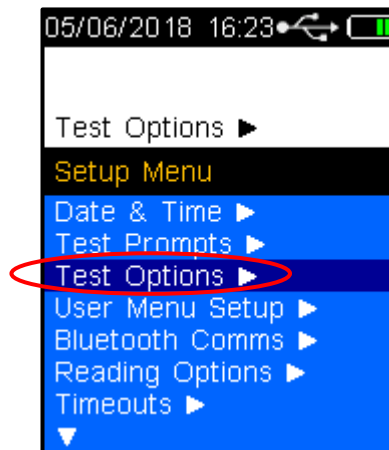 05/06/2018 16:23
Test Options ▶
Setup Menu
Date & Time ▶
Test Prompts ▶
Test Options ▶
User Menu Setup ▶
Bluetooth Comms ▶
Reading Options ▶
Timeouts ▶
▼